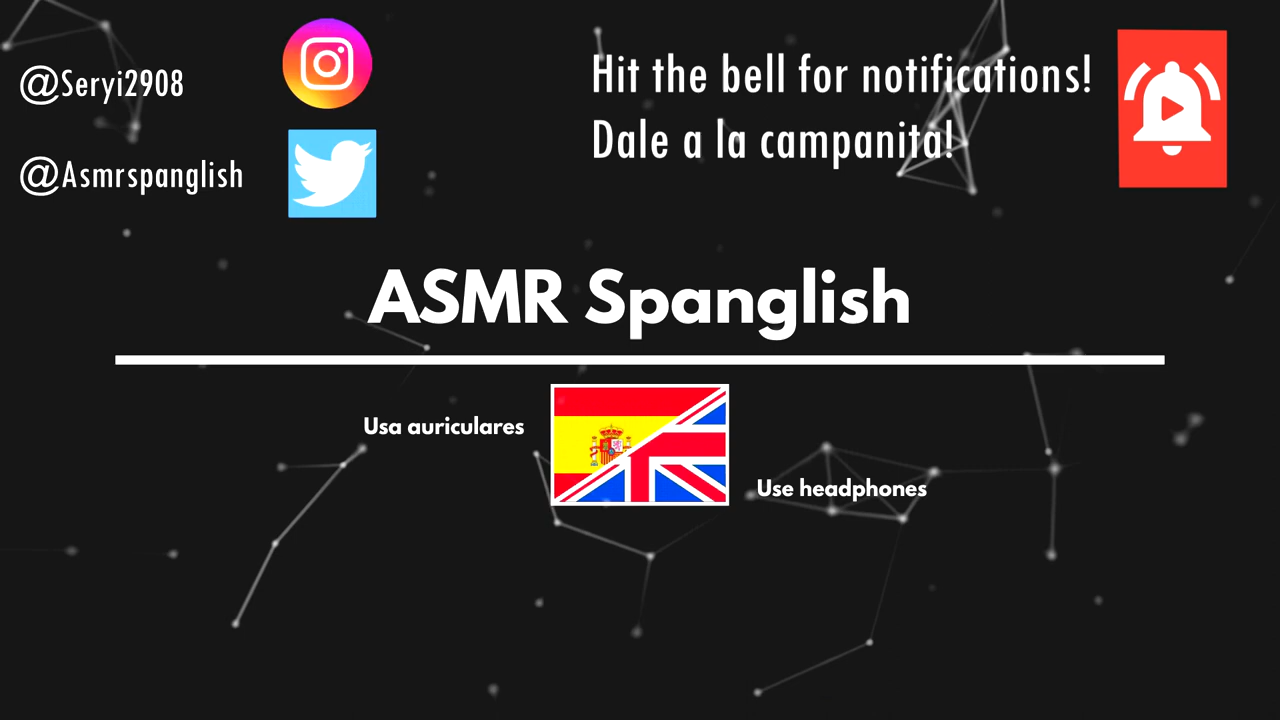 @Seryi2908
@Asmrspanglish
Hit the bell for notifications!
Dale a la campanita!
ASMR Spanglish
Usa auriculares
Use headphones